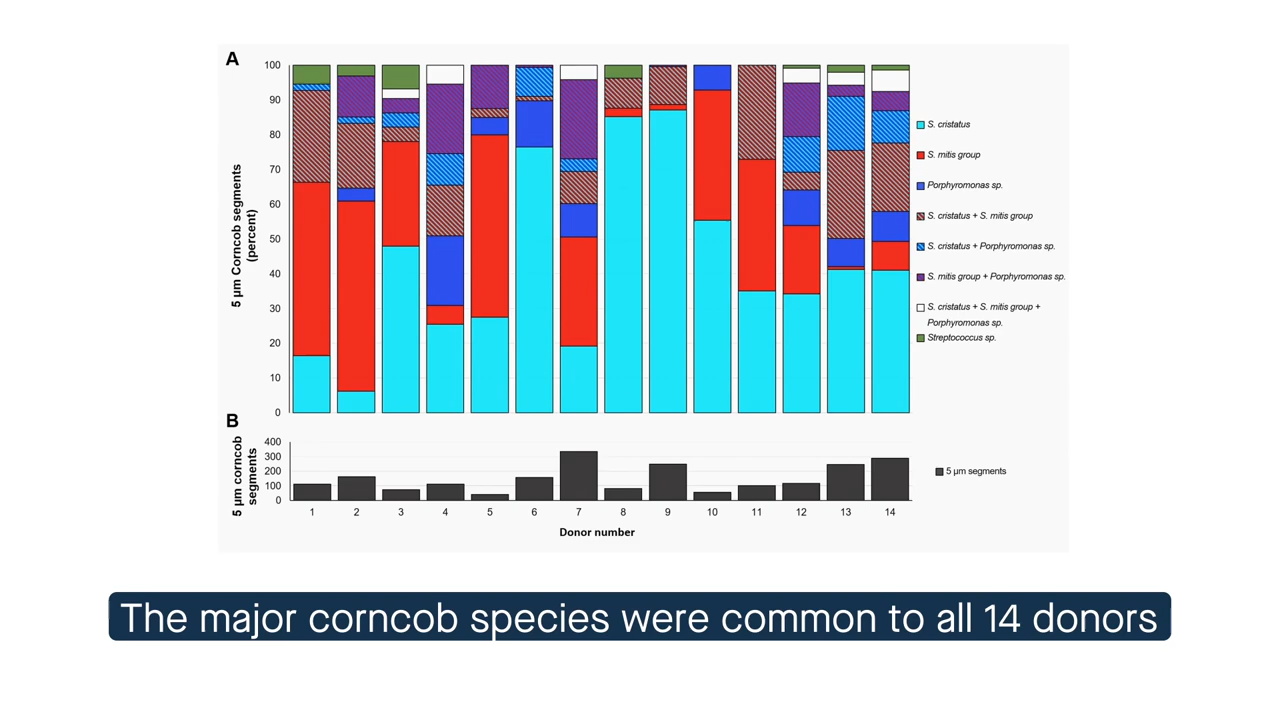 A
100
90
80
70
60
50
40
30
20
10
0
5 µm Corncob segments
(percent)
S. cristatus
S. mitis group
Porphyromonas sp.
S. cristatus + S. mitis group
S. cristatus + Porphyromonas sp.
S. mitis group + Porphyromonas sp.
S. cristatus + S. mitis group +
Porphyromonas sp.
Streptococcus sp.
B
400
300
200
100
0
5 µm corncob
segments
5 µm segments
1 2 3 4 5 6 7 8 9 10 11 12 13 14
Donor number
The major corncob species were common to all 14 donors